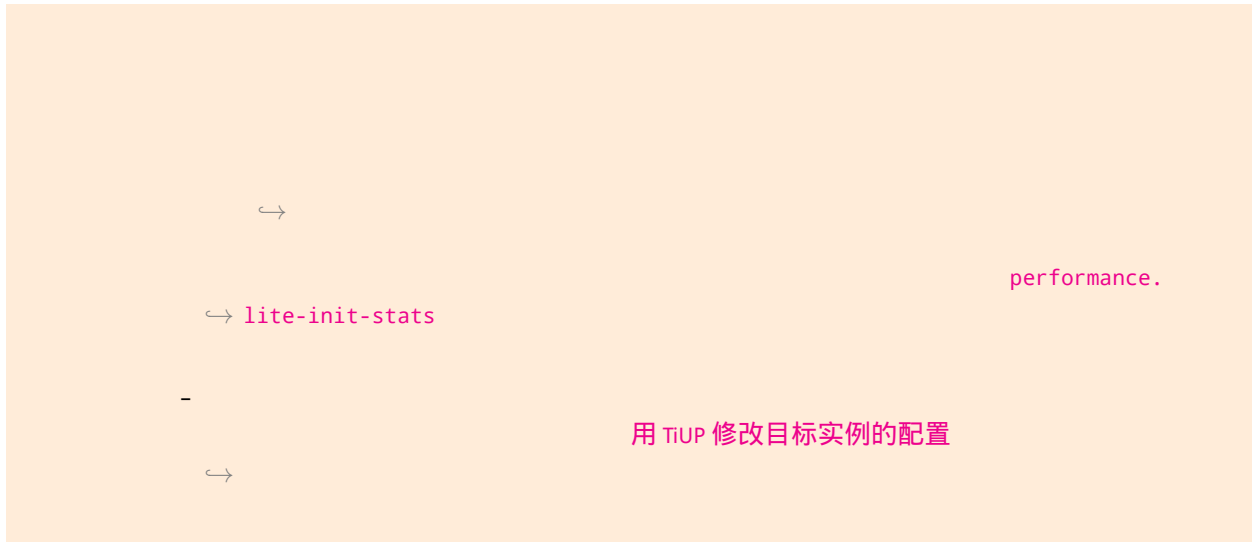 ↪
performance.
↪ lite-init-stats
–
用 TiUP 修改目标实例的配置
↪